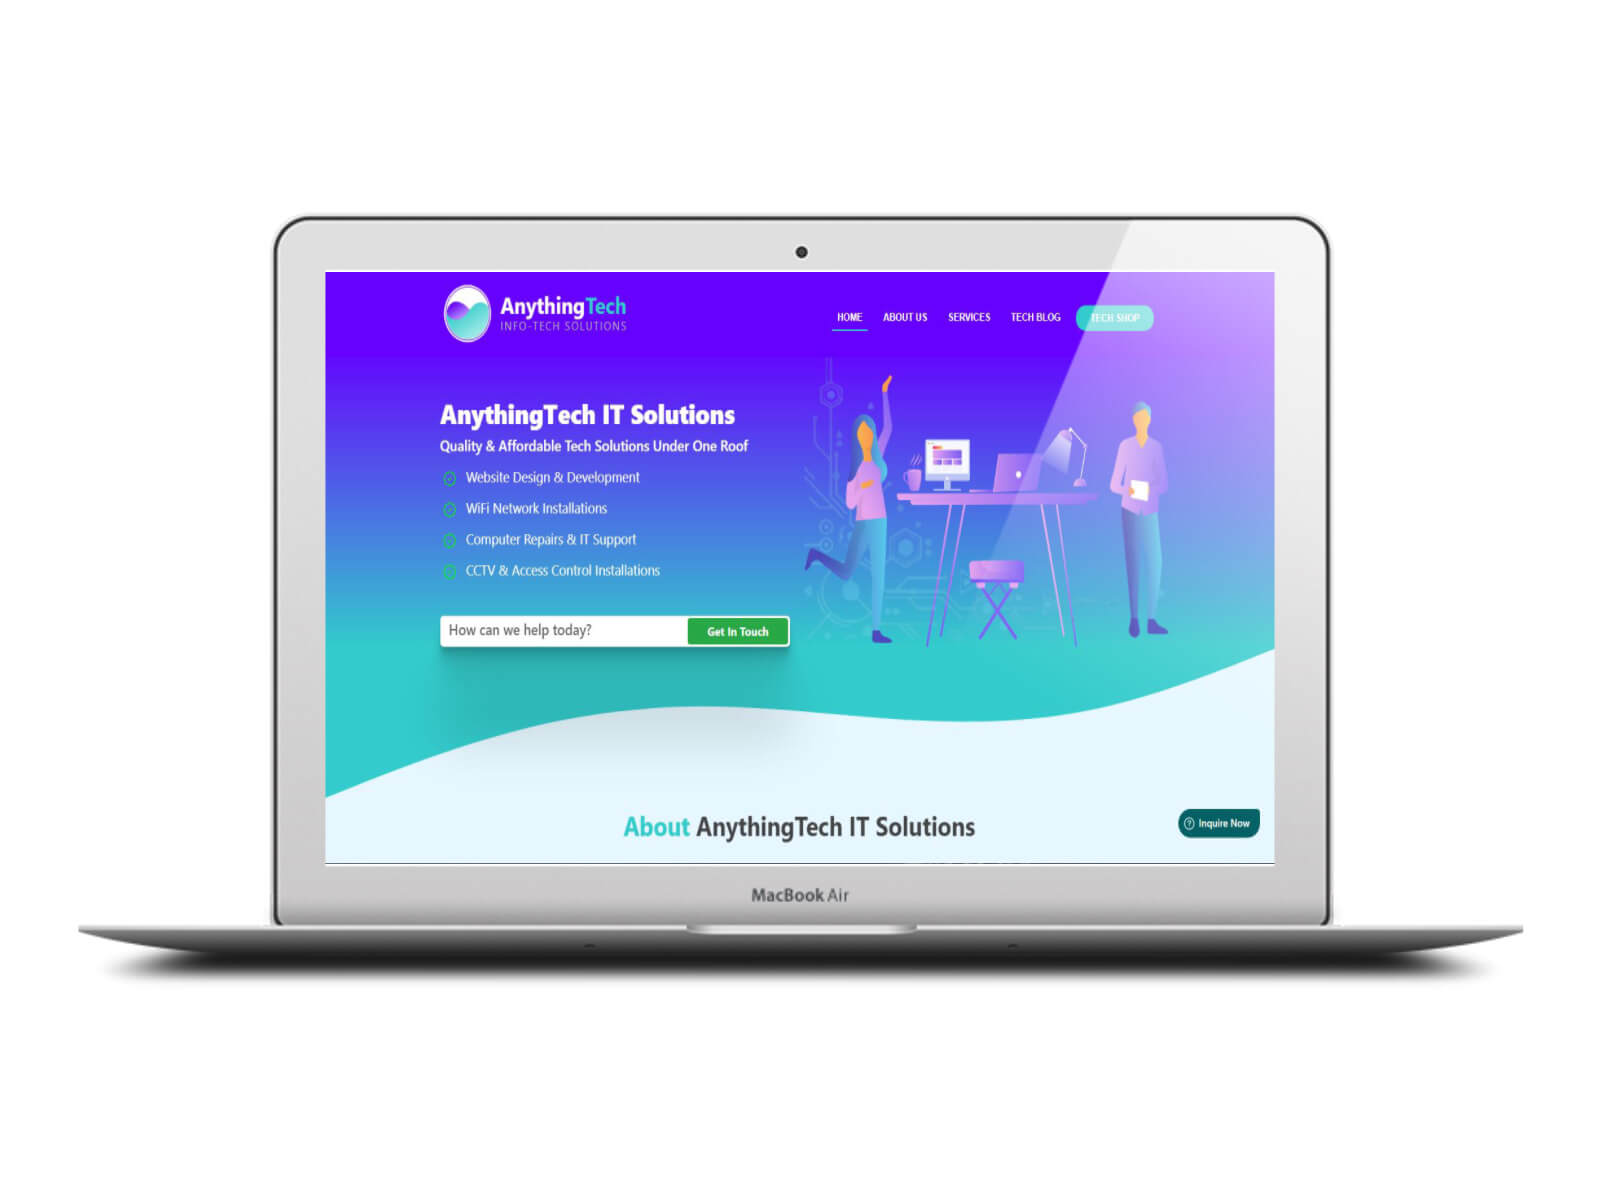 AnythingTech
INFO-TECH SOLUTIONS
HOME ABOUT US SERVICES TECH BLOG TECH SHOP
AnythingTech IT Solutions
Quality & Affordable Tech Solutions Under One Roof
Website Design & Development
WiFi Network Installations
Computer Repairs & IT Support
CCTV & Access Control Installations
How can we help today? Get In Touch
About AnythingTech IT Solutions
Inquire Now
MacBook Air